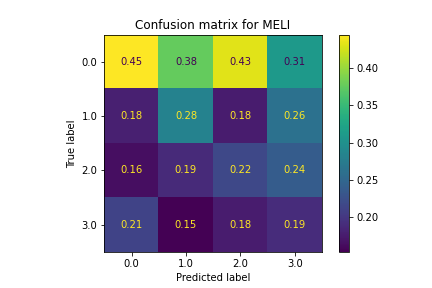 Confusion matrix for MELI
True label
0.0 0.45 0.38 0.43 0.31
1.0 0.18 0.28 0.18 0.26
2.0 0.16 0.19 0.22 0.24
3.0 0.21 0.15 0.18 0.19
0.0 1.0 2.0 3.0
Predicted label
0.40
0.35
0.30
0.25
0.20